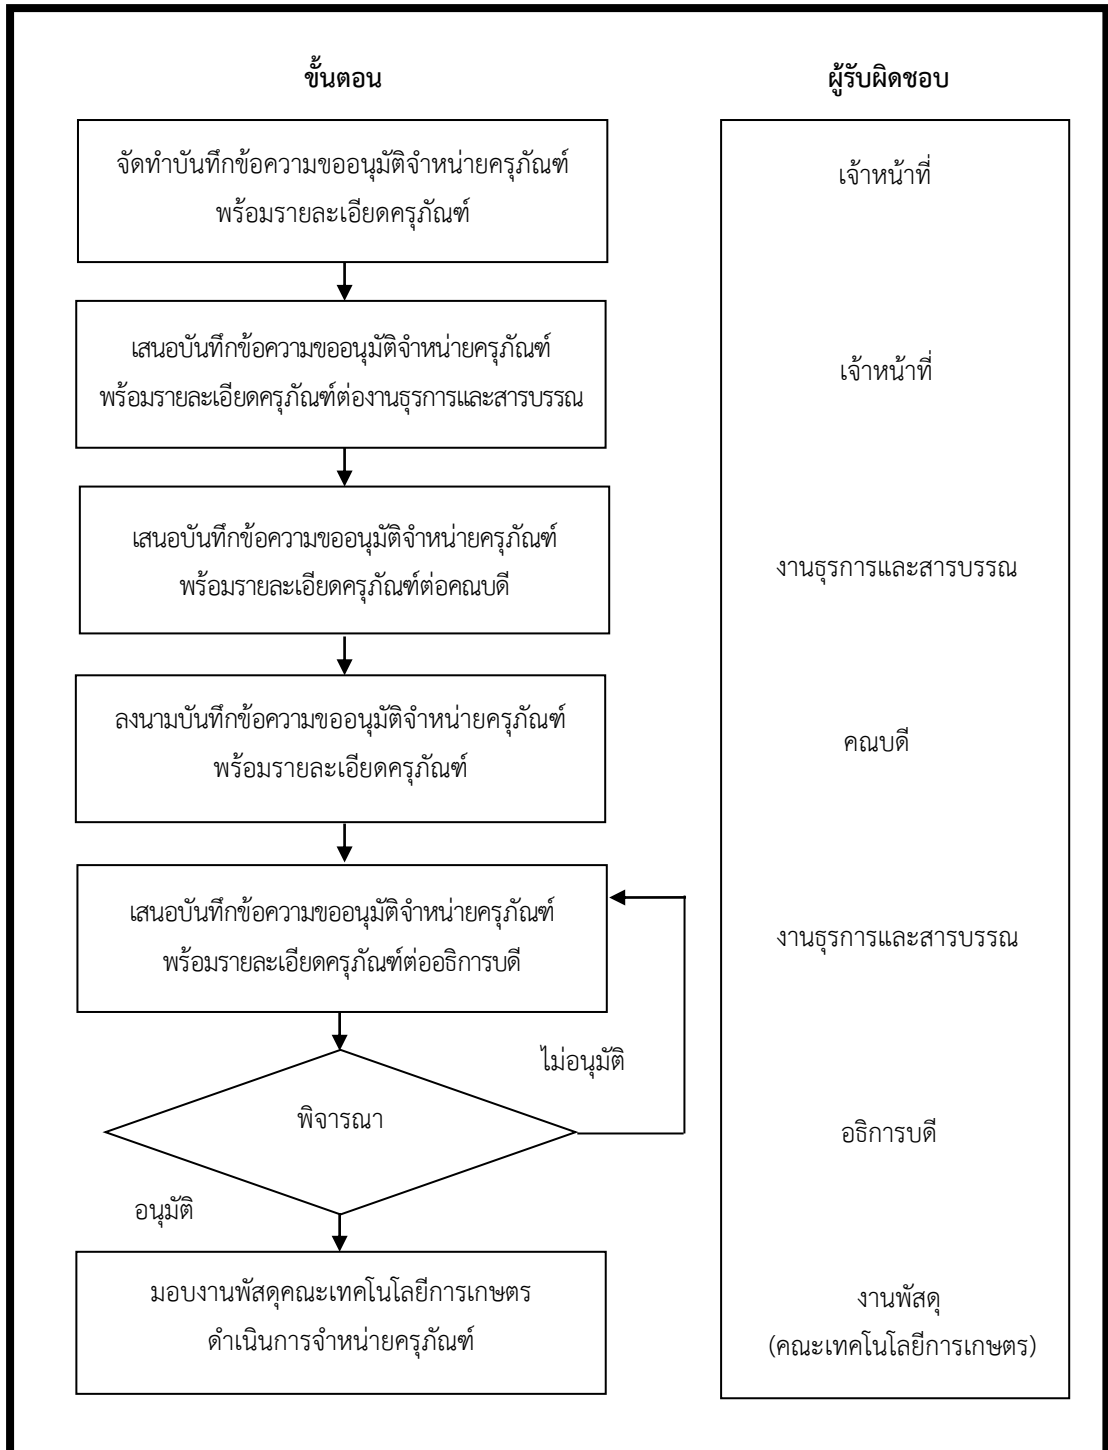 ขั้นตอน
ผู้รับผิดชอบ
จัดทำบันทึกข้อความขออนุมัติจำหน่ายครุภัณฑ์
พร้อมรายละเอียดครุภัณฑ์
เจ้าหน้าที่
เสนอบันทึกข้อความขออนุมัติจำหน่ายครุภัณฑ์
พร้อมรายละเอียดครุภัณฑ์ต่องานธุรการและสารบรรณ
เจ้าหน้าที่
เสนอบันทึกข้อความขออนุมัติจำหน่ายครุภัณฑ์
พร้อมรายละเอียดครุภัณฑ์ต่อคณบดี
งานธุรการและสารบรรณ
ลงนามบันทึกข้อความขออนุมัติจำหน่ายครุภัณฑ์
พร้อมรายละเอียดครุภัณฑ์
คณบดี
เสนอบันทึกข้อความขออนุมัติจำหน่ายครุภัณฑ์
พร้อมรายละเอียดครุภัณฑ์ต่ออธิการบดี
งานธุรการและสารบรรณ
ไม่อนุมัติ
พิจารณา
อธิการบดี
อนุมัติ
มอบงานพัสดุคณะเทคโนโลยีการเกษตร
ดำเนินการจำหน่ายครุภัณฑ์
งานพัสดุ
(คณะเทคโนโลยีการเกษตร)